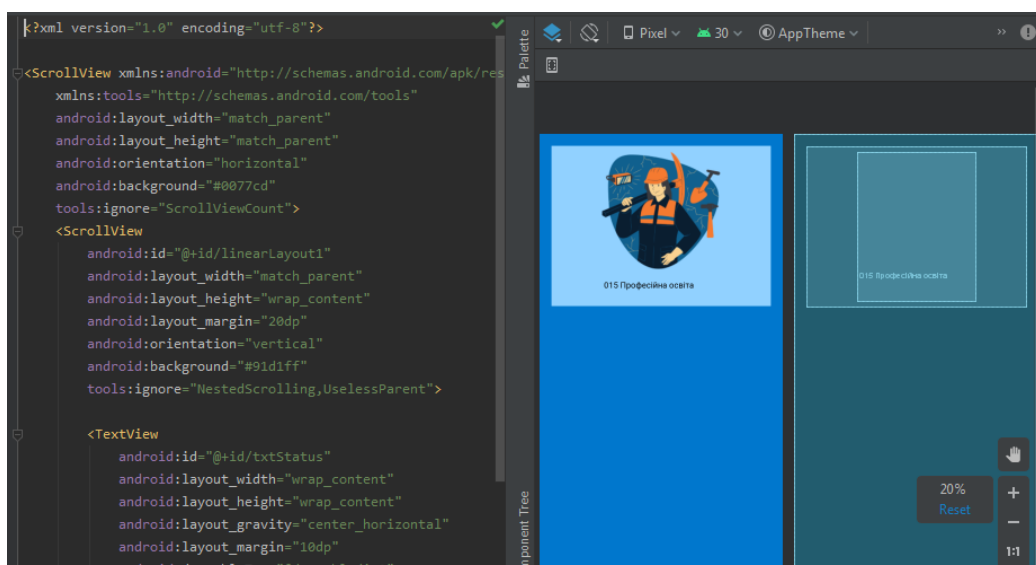 <?xml version="1.0" encoding="utf-8"?>
<ScrollView xmlns:android="http://schemas.android.com/apk/res
xmlns:tools="http://schemas.android.com/tools"
android:layout_width="match_parent"
android:layout_height="match_parent"
android:orientation="horizontal"
android:background="#0077cd"
tools:ignore="ScrollViewCount">
<ScrollView
android:id="@+id/linearLayout1"
android:layout_width="match_parent"
android:layout_height="wrap_content"
android:layout_margin="20dp"
android:orientation="vertical"
android:background="#91d1ff"
tools:ignore="NestedScrolling,UselessParent">
<TextView
android:id="@+id/txtStatus"
android:layout_width="wrap_content"
android:layout_height="wrap_content"
android:layout_gravity="center_horizontal"
android:layout_margin="10dp"
Palette
mponent Tree
Pixel
30
AppTheme
»
015 Професійна освіта
015 Професійна освіта
20%
Reset
+
−
1:1